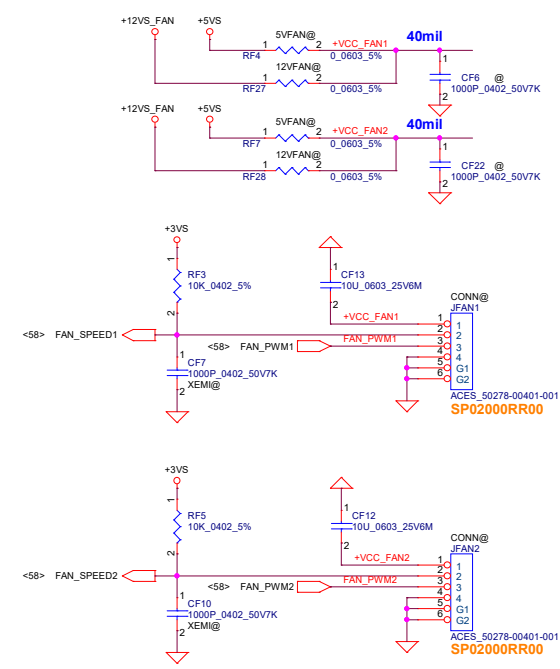 +12VS_FAN +5VS
5VFAN@ 40mil
1 2 +VCC_FAN1
RF4 0_0603_5%
12VFAN@ 1
1 2 CF6 @
RF27 0_0603_5% 1000P_0402_50V7K
2
+12VS_FAN +5VS
5VFAN@ 40mil
1 2 +VCC_FAN2
RF7 0_0603_5%
12VFAN@ 1
1 2 CF22 @
RF28 0_0603_5% 1000P_0402_50V7K
2
+3VS
1
RF3 1 CF13
10K_0402_5% 10U_0603_25V6M
2 2
CONN@
JFAN1
+VCC_FAN1 1 1
<58> FAN_SPEED1 2 2
<58> FAN_PWM1 FAN_PWM1 3 3
4 4
1 CF7 5 G1
1000P_0402_50V7K 6 G2
XEMI@
2
ACES_50278-00401-001
SP02000RR00
+3VS
1
RF5 1 CF12
10K_0402_5% 10U_0603_25V6M
2 2
CONN@
JFAN2
+VCC_FAN2 1 1
<58> FAN_SPEED2 2 2
<58> FAN_PWM2 FAN_PWM2 3 3
4 4
1 CF10 5 G1
1000P_0402_50V7K 6 G2
XEMI@
2
ACES_50278-00401-001
SP02000RR00